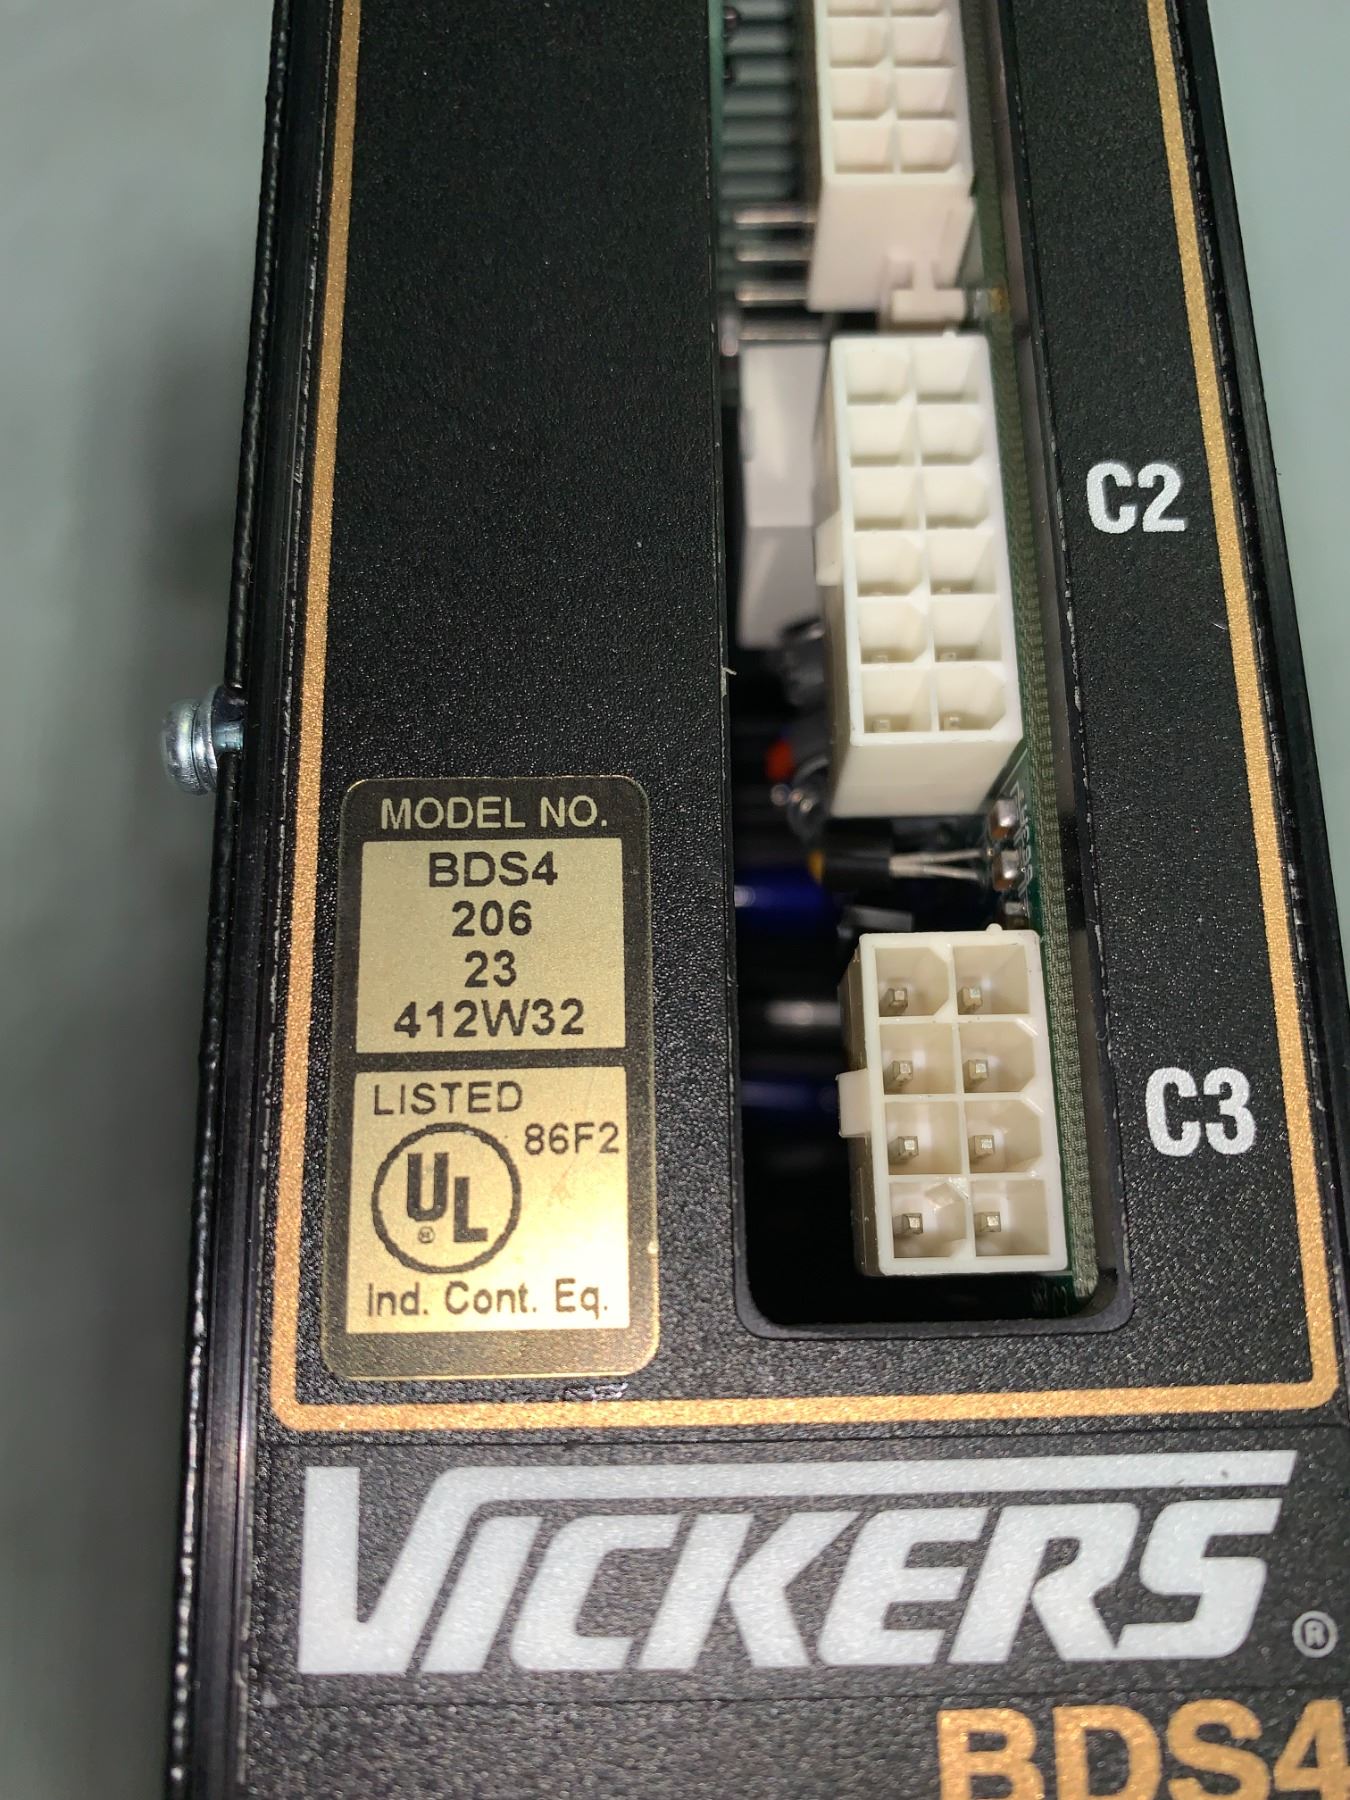 C2
MODEL NO.
BDS4
206
23
412W32
LISTED
86F2
UL
®
Ind. Cont. Eq.
C3
VICKERS ®
BDS4